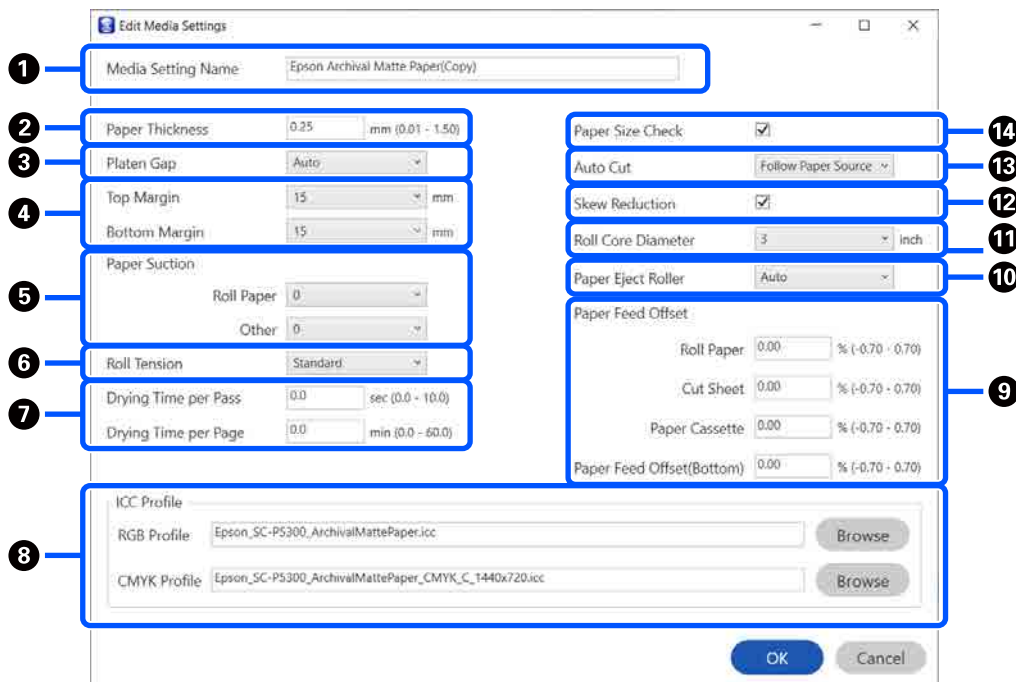 Edit Media Settings
1 Media Setting Name Epson Archival Matte Paper(Copy)
2 Paper Thickness 0.25 mm (0.01 - 1.50)
3 Platen Gap Auto
4 Top Margin 15 mm
Bottom Margin 15 mm
5 Paper Suction
Roll Paper 0
Other 0
6 Roll Tension Standard
7 Drying Time per Pass 0.0 sec (0.0 - 10.0)
Drying Time per Page 0.0 min (0.0 - 60.0)
Paper Size Check 14
Auto Cut Follow Paper Source 13
Skew Reduction 12
Roll Core Diameter 3 inch 11
Paper Eject Roller Auto 10
Paper Feed Offset
Roll Paper 0.00 % (-0.70 - 0.70)
Cut Sheet 0.00 % (-0.70 - 0.70) 9
Paper Cassette 0.00 % (-0.70 - 0.70)
Paper Feed Offset(Bottom) 0.00 % (-0.70 - 0.70)
ICC Profile
RGB Profile Epson_SC-P5300_ArchivalMattePaper.icc Browse
8 CMYK Profile Epson_SC-P5300_ArchivalMattePaper_CMYK_C_1440x720.icc Browse
OK Cancel